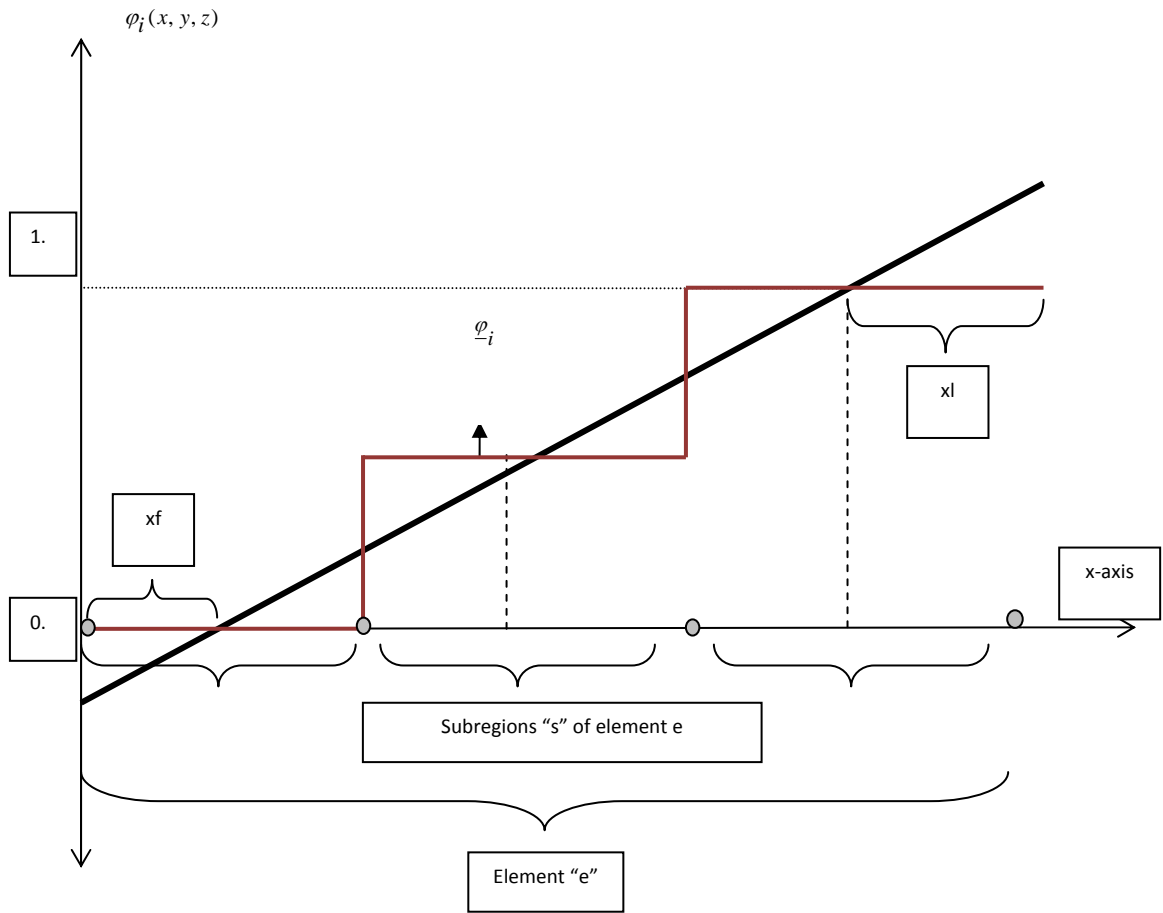 φi(x, y, z)
1.
φi
xl
xf
x-axis
0.
Subregions “s” of element e
Element “e”